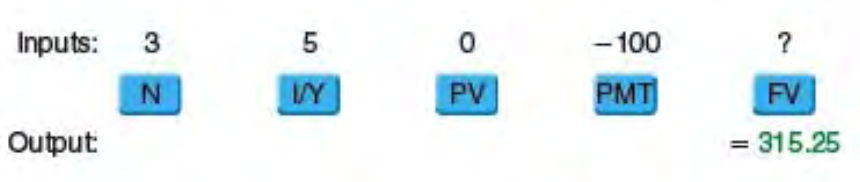 Inputs: 3 5 0 −100 ?
N I/Y PV PMT FV
Output: = 315.25